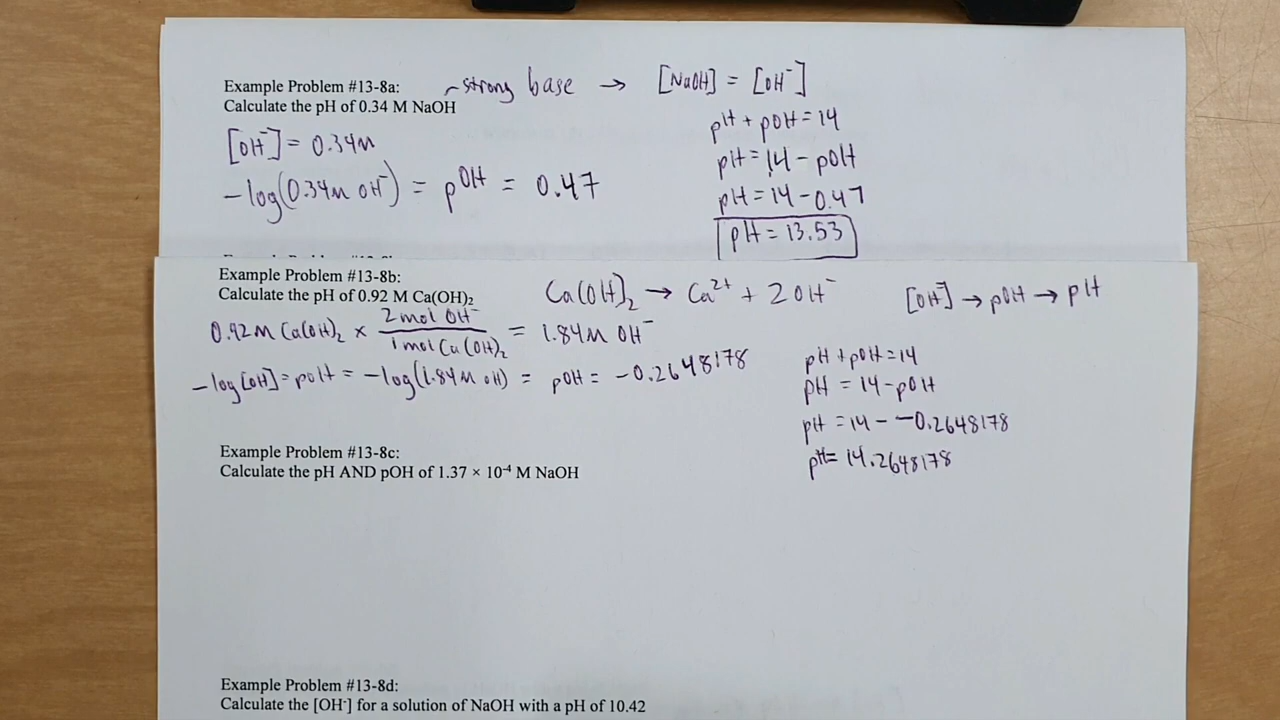 Example Problem #13-8a:
strong base → [NaOH] = [OH⁻]
Calculate the pH of 0.34 M NaOH
[OH⁻] = 0.34M
-log(0.34M OH⁻) = pOH = 0.47
pH + pOH = 14
pH = 14 - pOH
pH = 14 - 0.47
pH = 13.53
Example Problem #13-8b:
Calculate the pH of 0.92 M Ca(OH)₂
Ca(OH)₂ → Ca²⁺ + 2OH⁻
[OH⁻] → pOH → pH
0.92M Ca(OH)₂ × 2 mol OH⁻ / 1 mol Ca(OH)₂ = 1.84M OH⁻
-log[OH⁻] = pOH = -log(1.84M OH) = pOH = -0.2648178
pH + pOH = 14
pH = 14 - pOH
pH = 14 - -0.2648178
pH = 14.2648178
Example Problem #13-8c:
Calculate the pH AND pOH of 1.37 × 10⁻⁴ M NaOH
Example Problem #13-8d:
Calculate the [OH⁻] for a solution of NaOH with a pH of 10.42